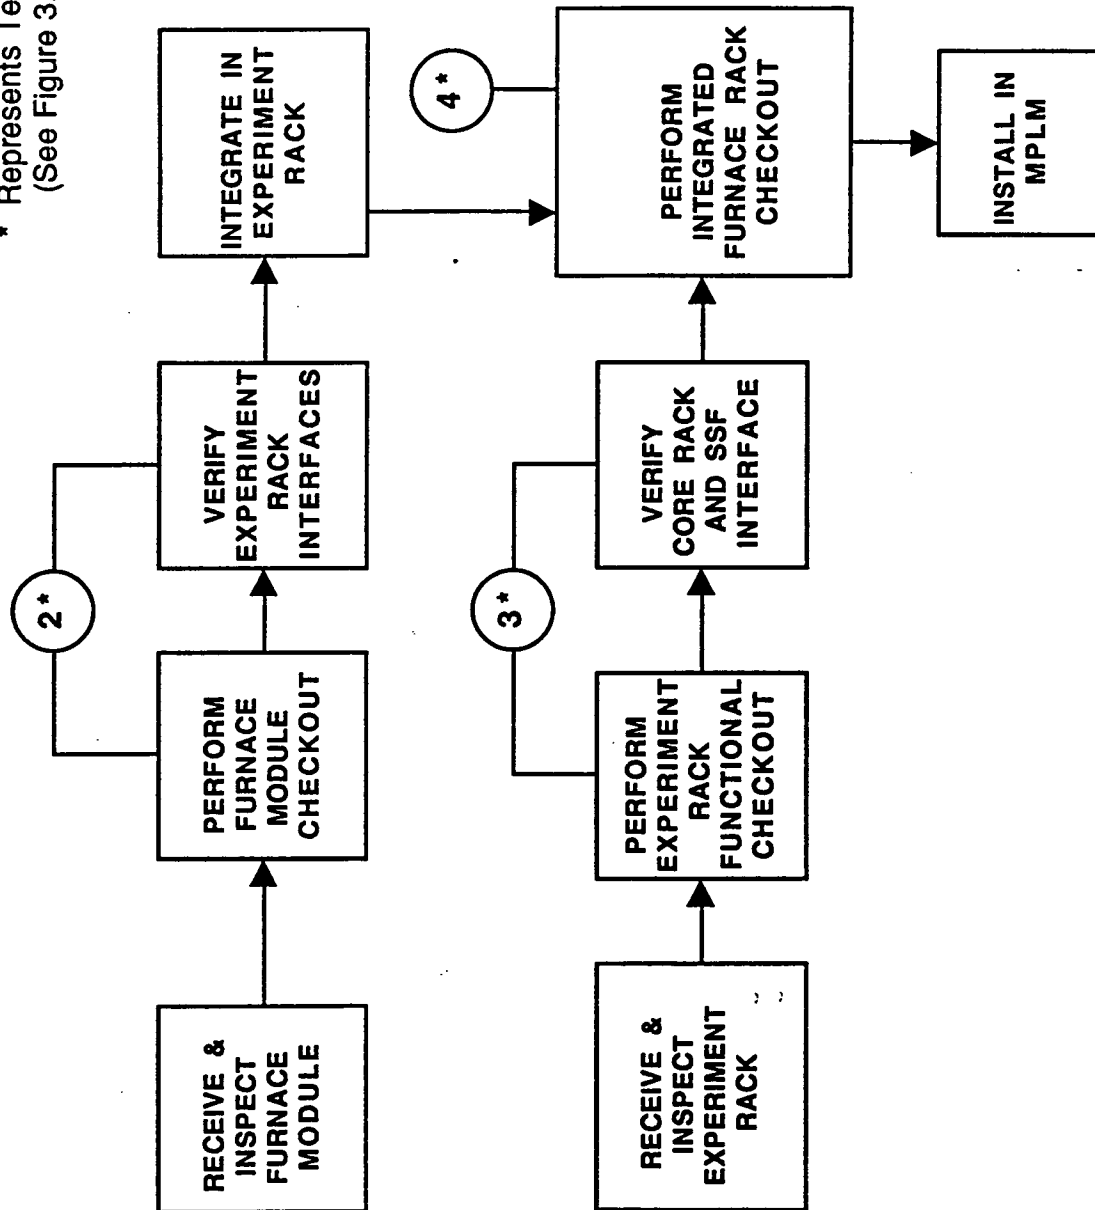 * Represents Te
(See Figure 3.
2*
RECEIVE &
INSPECT
FURNACE
MODULE
PERFORM
FURNACE
MODULE
CHECKOUT
VERIFY
EXPERIMENT
RACK
INTERFACES
INTEGRATE IN
EXPERIMENT
RACK
4*
3*
RECEIVE &
INSPECT
EXPERIMENT
RACK
PERFORM
EXPERIMENT
RACK
FUNCTIONAL
CHECKOUT
VERIFY
CORE RACK
AND SSF
INTERFACE
PERFORM
INTEGRATED
FURNACE RACK
CHECKOUT
INSTALL IN
MPLM